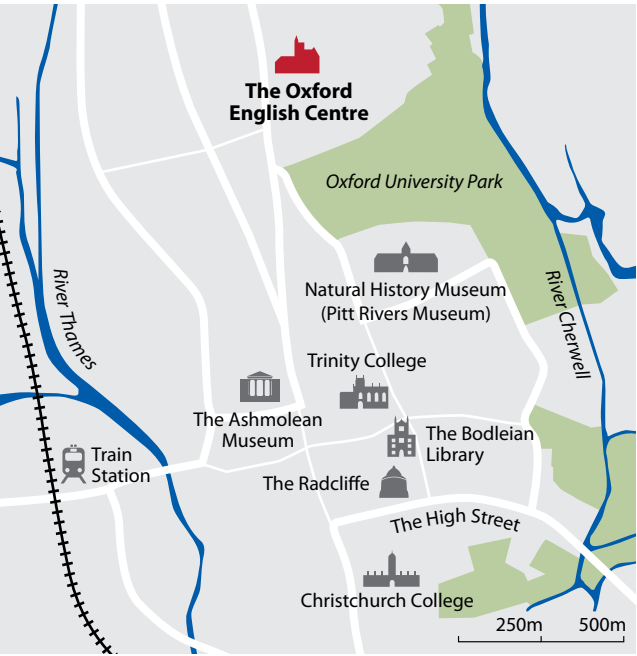 The Oxford
English Centre
Oxford University Park
Natural History Museum
(Pitt Rivers Museum)
River Thames
River Cherwell
Trinity College
The Ashmolean
Museum
The Bodleian
Library
Train
Station
The Radcliffe
The High Street
Christchurch College
250m 500m